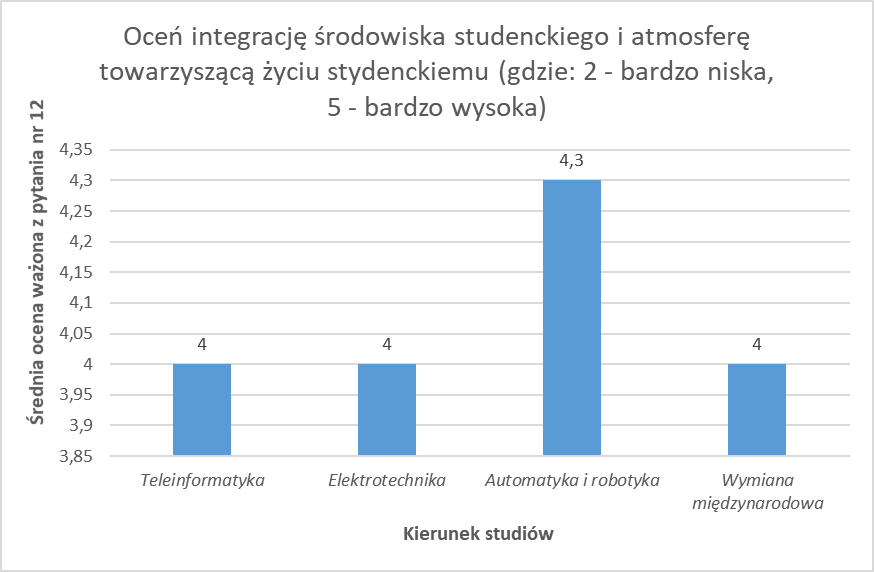 Oceń integrację środowiska studenckiego i atmosferę
towarzyszącą życiu stydenckiemu (gdzie: 2 - bardzo niska,
5 - bardzo wysoka)
Średnia ocena ważona z pytania nr 12
4,35
4,3
4,25
4,2
4,15
4,1
4,05
4
3,95
3,9
3,85
4
4
4,3
4
Teleinformatyka
Elektrotechnika
Automatyka i robotyka
Wymiana
międzynarodowa
Kierunek studiów